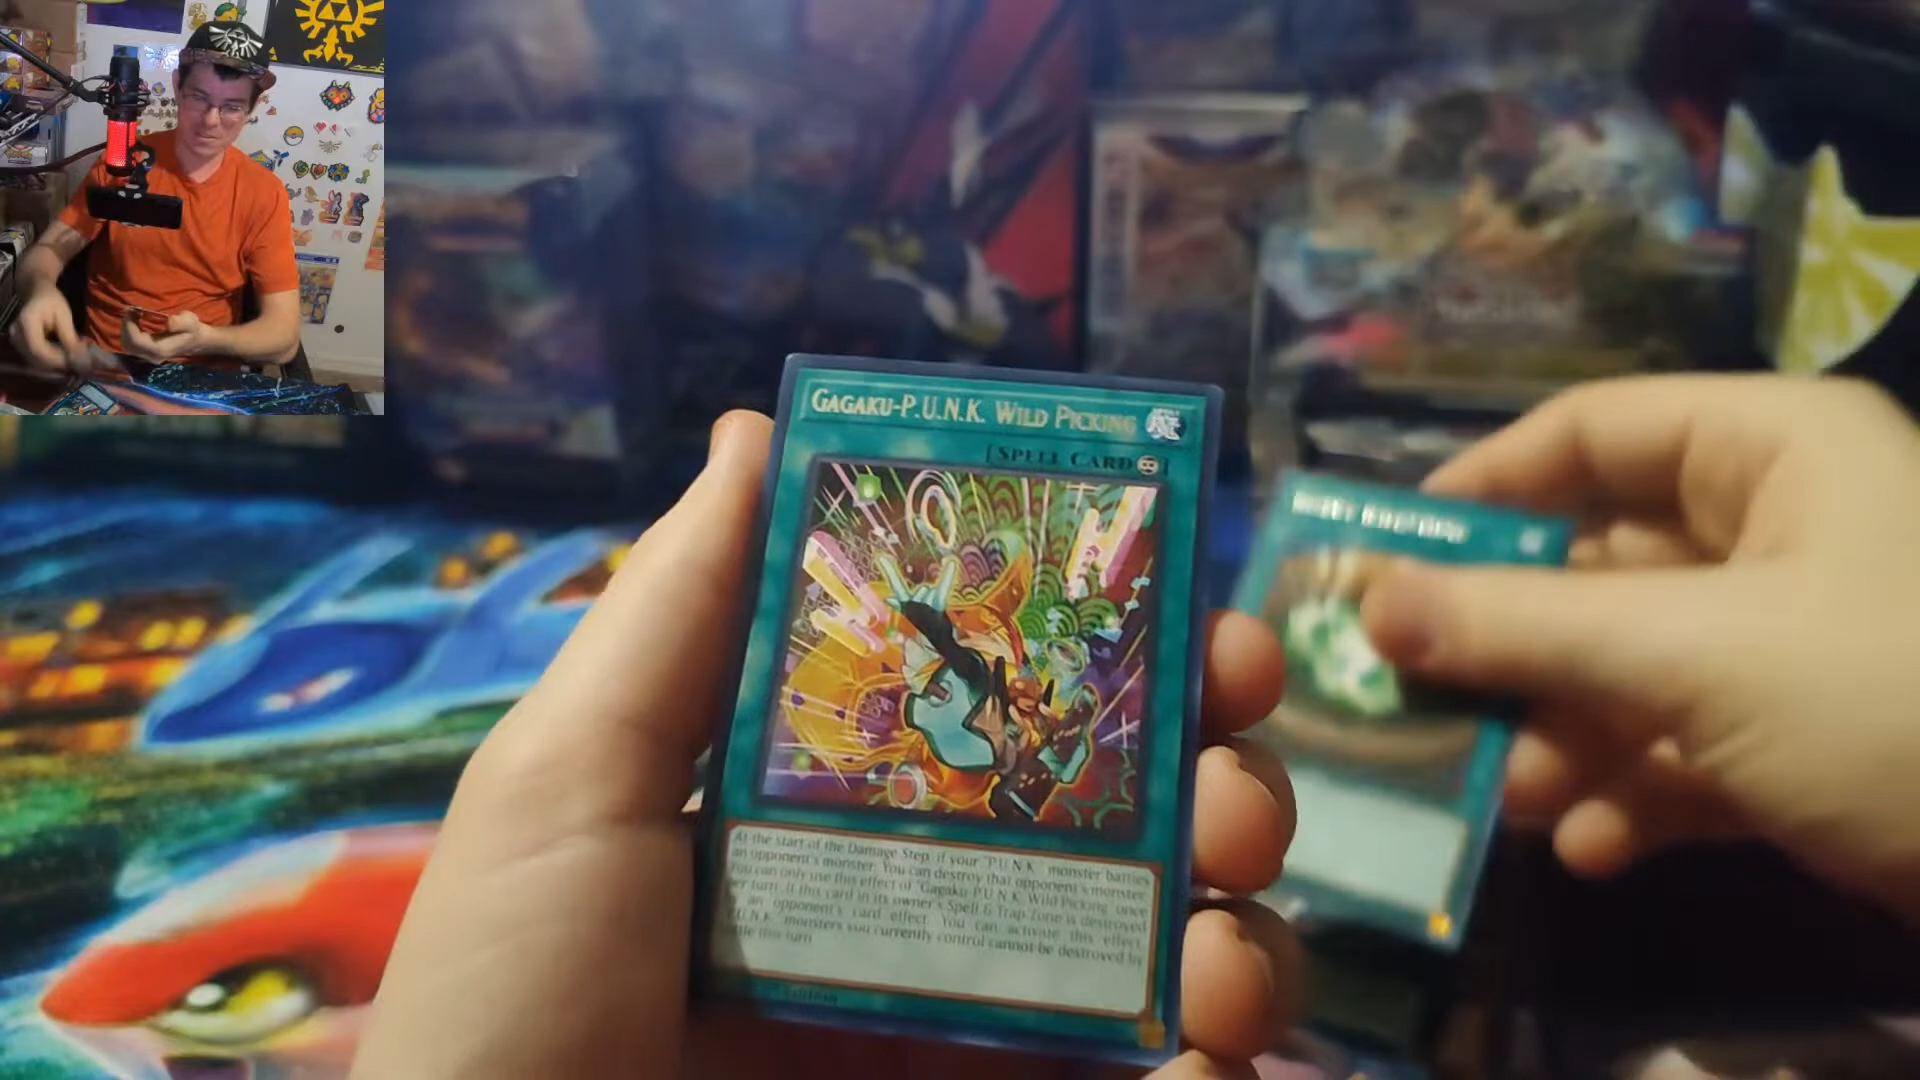 GAGAKU-P.U.N.K. WILD PICKING
[SPELL CARD ]
At the start of the Damage Step, if your "P.U.N.K." monster battles
an opponent's monster: You can destroy that opponent's monster.
You can only use this effect of "Gagaku-P.U.N.K. Wild Picking" once
per turn. If this card in its owner's Spell & Trap Zone is destroyed
by an opponent's card effect: You can activate this effect;
"P.U.N.K." monsters you currently control cannot be destroyed by
battle this turn.
Edition